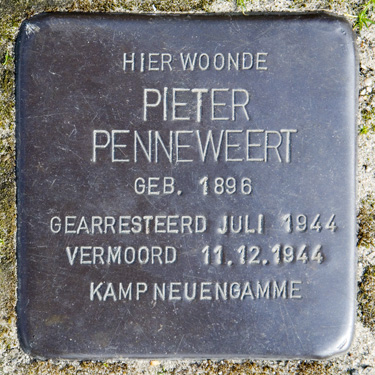 HIER WOONDE
PIETER
PENNEWEERT
GEB. 1896
GEARRESTEERD JULI 1944
VERMOORD 11.12.1944
KAMP NEUENGAMME